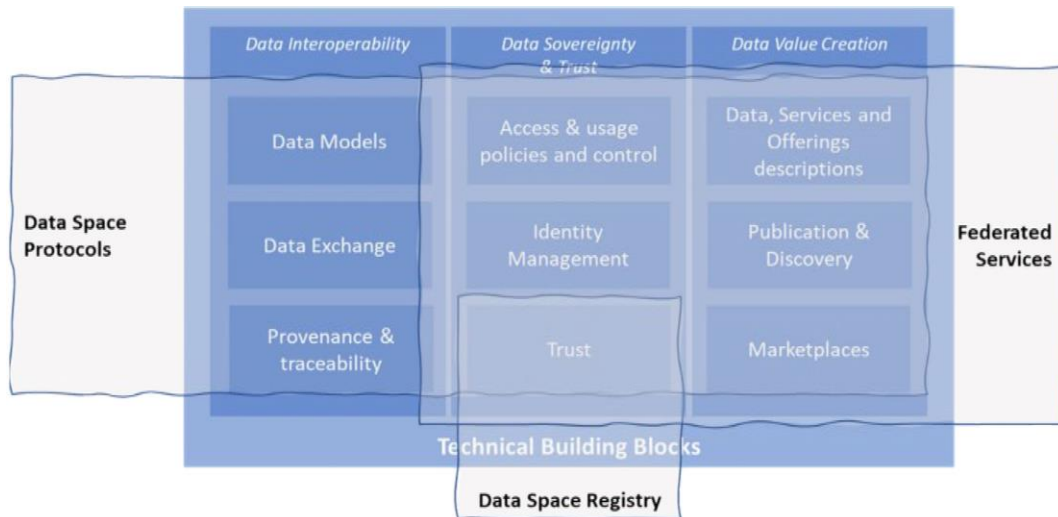 Data Interoperability
Data Sovereignty
& Trust
Data Value Creation
Data Models
Access & usage
policies and control
Data, Services and
Offerings
descriptions
Data Space
Protocols
Data Exchange
Identity
Management
Publication &
Discovery
Federated
Services
Provenance &
traceability
Trust
Marketplaces
Technical Building Blocks
Data Space Registry